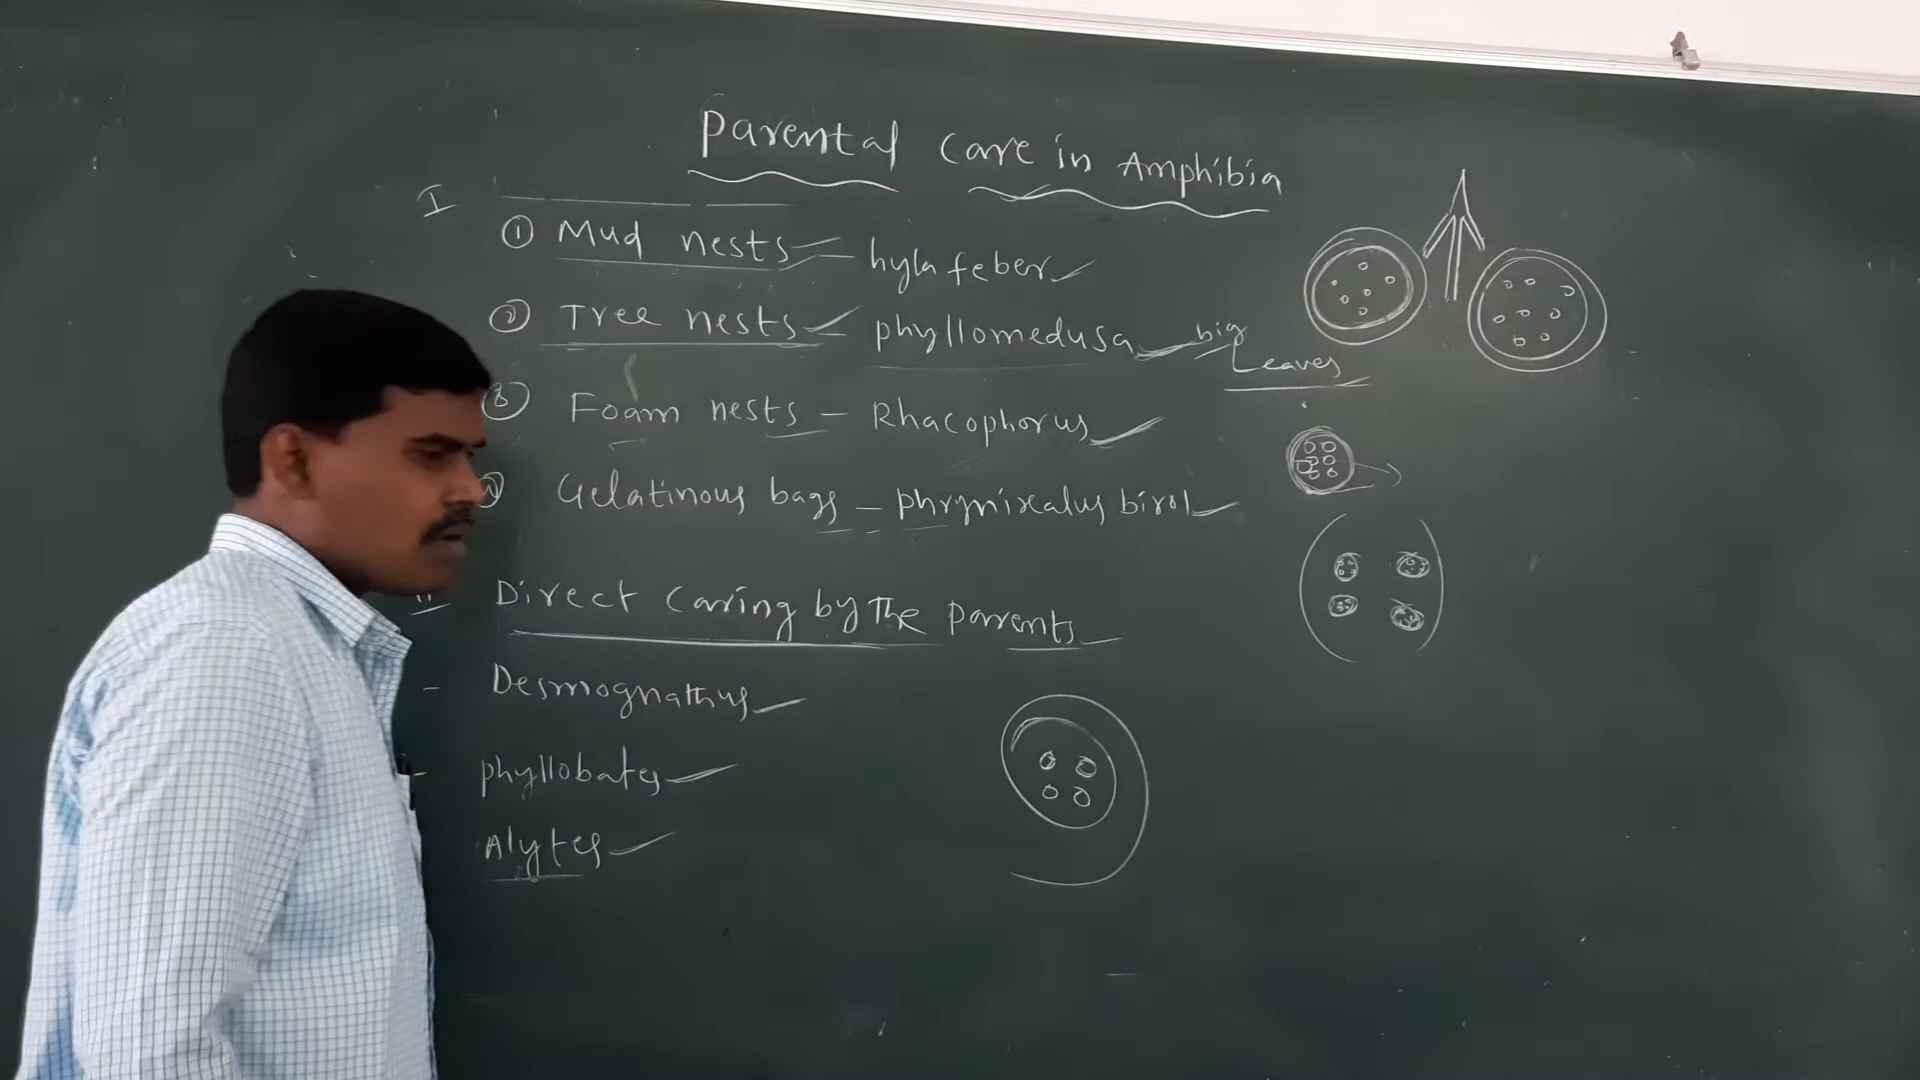 Parental Care in Amphibia
I
① Mud nests - hyla feber
② Tree nests - phyllomedusa big Leaves
③ Foam nests - Rhacophorus
Gelatinous bags - phrynixalus birol
II Direct caring by The parents
- Desmognathus
- phyllobates
Alytes